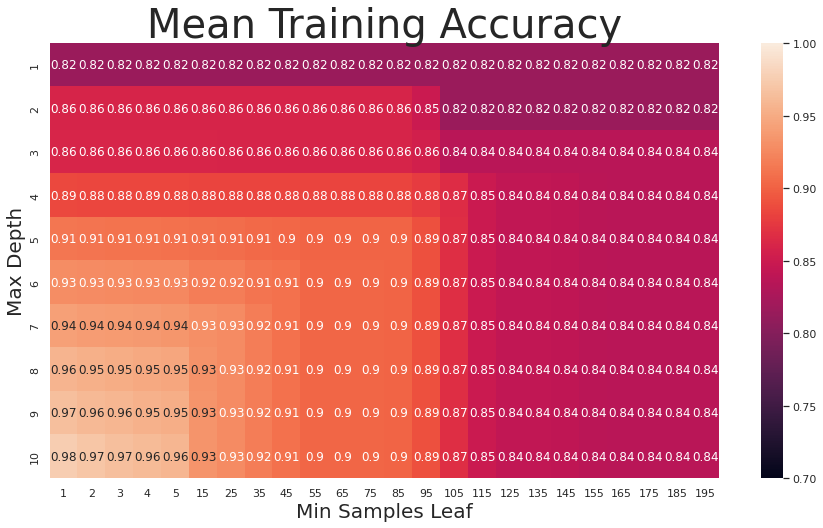 Mean Training Accuracy
Max Depth
1 0.82 0.82 0.82 0.82 0.82 0.82 0.82 0.82 0.82 0.82 0.82 0.82 0.82 0.82 0.82 0.82 0.82 0.82 0.82 0.82 0.82 0.82 0.82 0.82
2 0.86 0.86 0.86 0.86 0.86 0.86 0.86 0.86 0.86 0.86 0.86 0.86 0.86 0.85 0.82 0.82 0.82 0.82 0.82 0.82 0.82 0.82 0.82 0.82
3 0.86 0.86 0.86 0.86 0.86 0.86 0.86 0.86 0.86 0.86 0.86 0.86 0.86 0.86 0.84 0.84 0.84 0.84 0.84 0.84 0.84 0.84 0.84 0.84
4 0.89 0.88 0.88 0.89 0.88 0.88 0.88 0.88 0.88 0.88 0.88 0.88 0.88 0.88 0.87 0.85 0.84 0.84 0.84 0.84 0.84 0.84 0.84 0.84
5 0.91 0.91 0.91 0.91 0.91 0.91 0.91 0.91 0.9 0.9 0.9 0.9 0.9 0.89 0.87 0.85 0.84 0.84 0.84 0.84 0.84 0.84 0.84 0.84
6 0.93 0.93 0.93 0.93 0.93 0.92 0.92 0.91 0.91 0.9 0.9 0.9 0.9 0.89 0.87 0.85 0.84 0.84 0.84 0.84 0.84 0.84 0.84 0.84
7 0.94 0.94 0.94 0.94 0.94 0.93 0.93 0.92 0.91 0.9 0.9 0.9 0.9 0.89 0.87 0.85 0.84 0.84 0.84 0.84 0.84 0.84 0.84 0.84
8 0.96 0.95 0.95 0.95 0.95 0.93 0.93 0.92 0.91 0.9 0.9 0.9 0.9 0.89 0.87 0.85 0.84 0.84 0.84 0.84 0.84 0.84 0.84 0.84
9 0.97 0.96 0.96 0.95 0.95 0.93 0.93 0.92 0.91 0.9 0.9 0.9 0.9 0.89 0.87 0.85 0.84 0.84 0.84 0.84 0.84 0.84 0.84 0.84
10 0.98 0.97 0.97 0.96 0.96 0.93 0.93 0.92 0.91 0.9 0.9 0.9 0.9 0.89 0.87 0.85 0.84 0.84 0.84 0.84 0.84 0.84 0.84 0.84
1 2 3 4 5 15 25 35 45 55 65 75 85 95 105 115 125 135 145 155 165 175 185 195
Min Samples Leaf
1.00
0.95
0.90
0.85
0.80
0.75
0.70